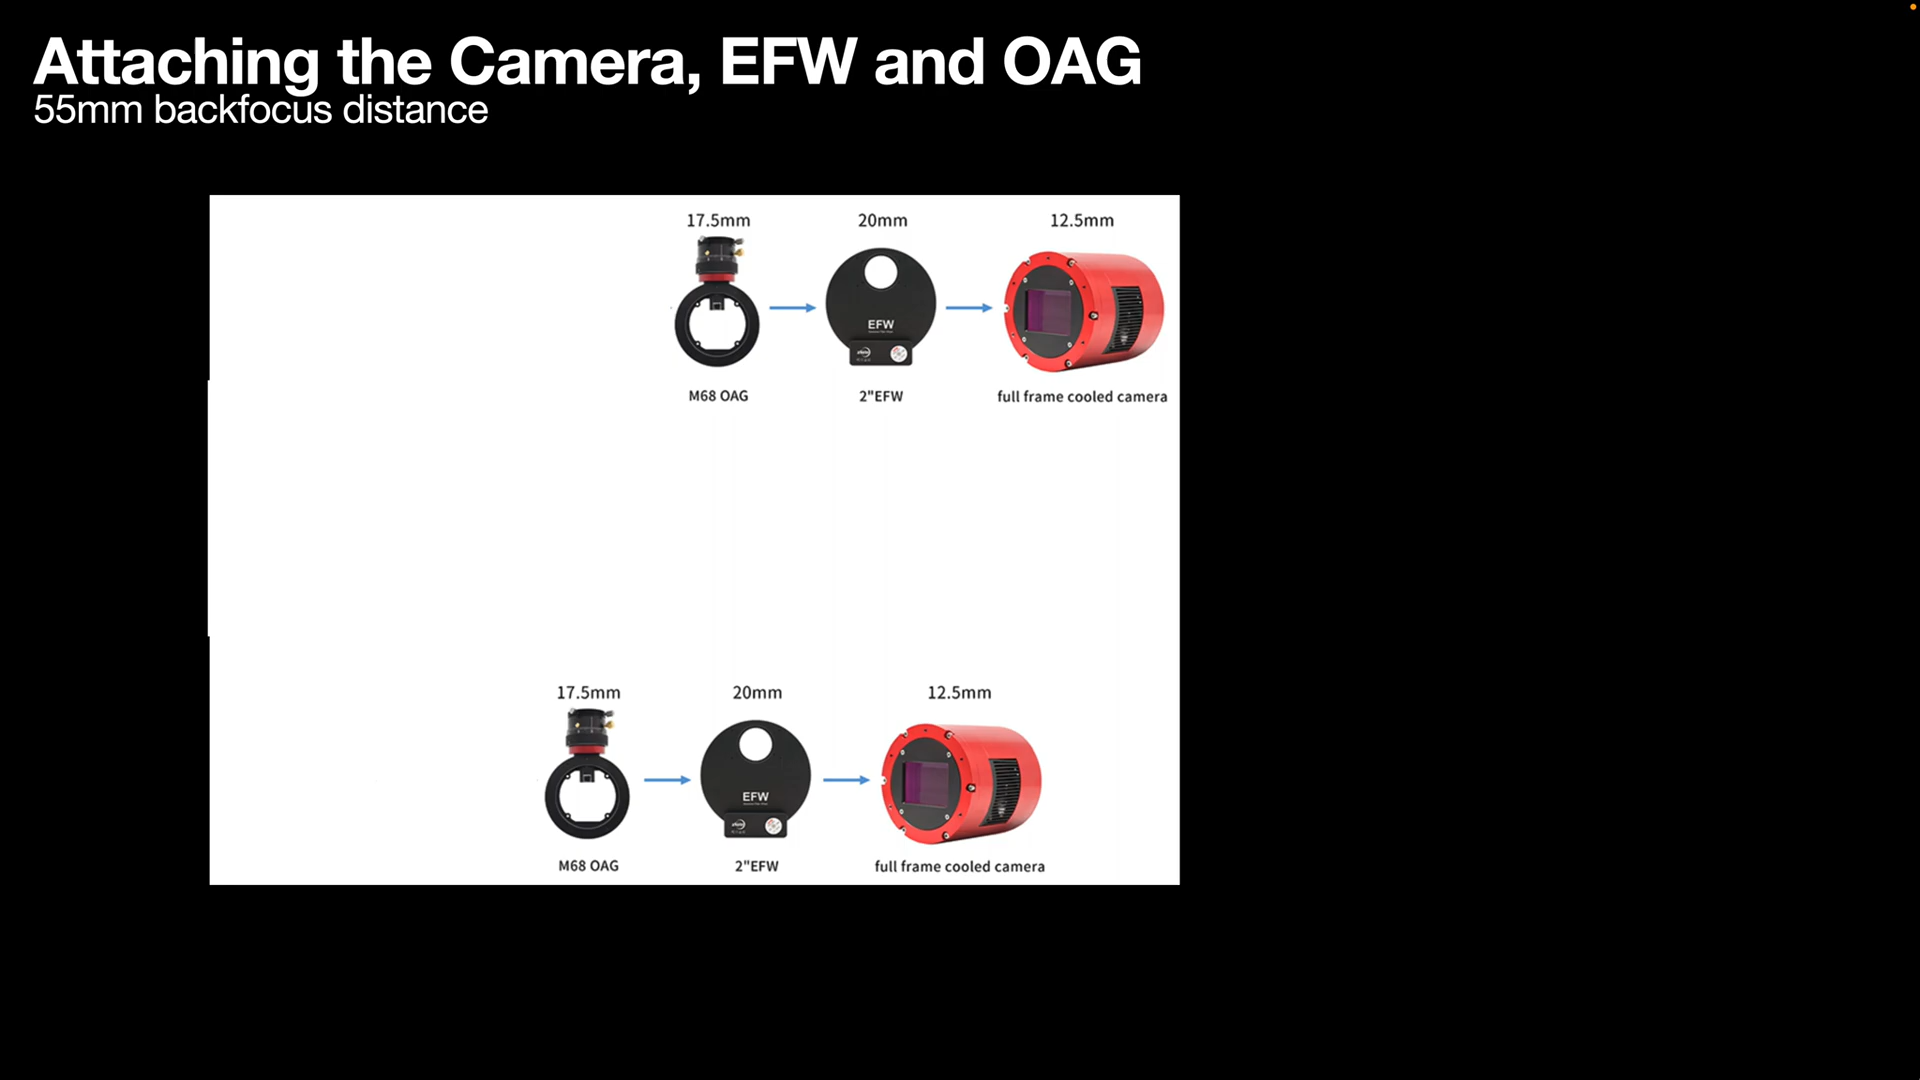 Attaching the Camera, EFW and OAG
55mm backfocus distance
17.5mm 20mm 12.5mm
EFW
M68 OAG 2"EFW full frame cooled camera
17.5mm 20mm 12.5mm
EFW
M68 OAG 2"EFW full frame cooled camera